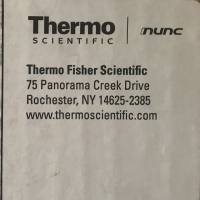 Thermo
SCIENTIFIC
nunc
Thermo Fisher Scientific
75 Panorama Creek Drive
Rochester, NY 14625-2385
www.thermoscientific.com